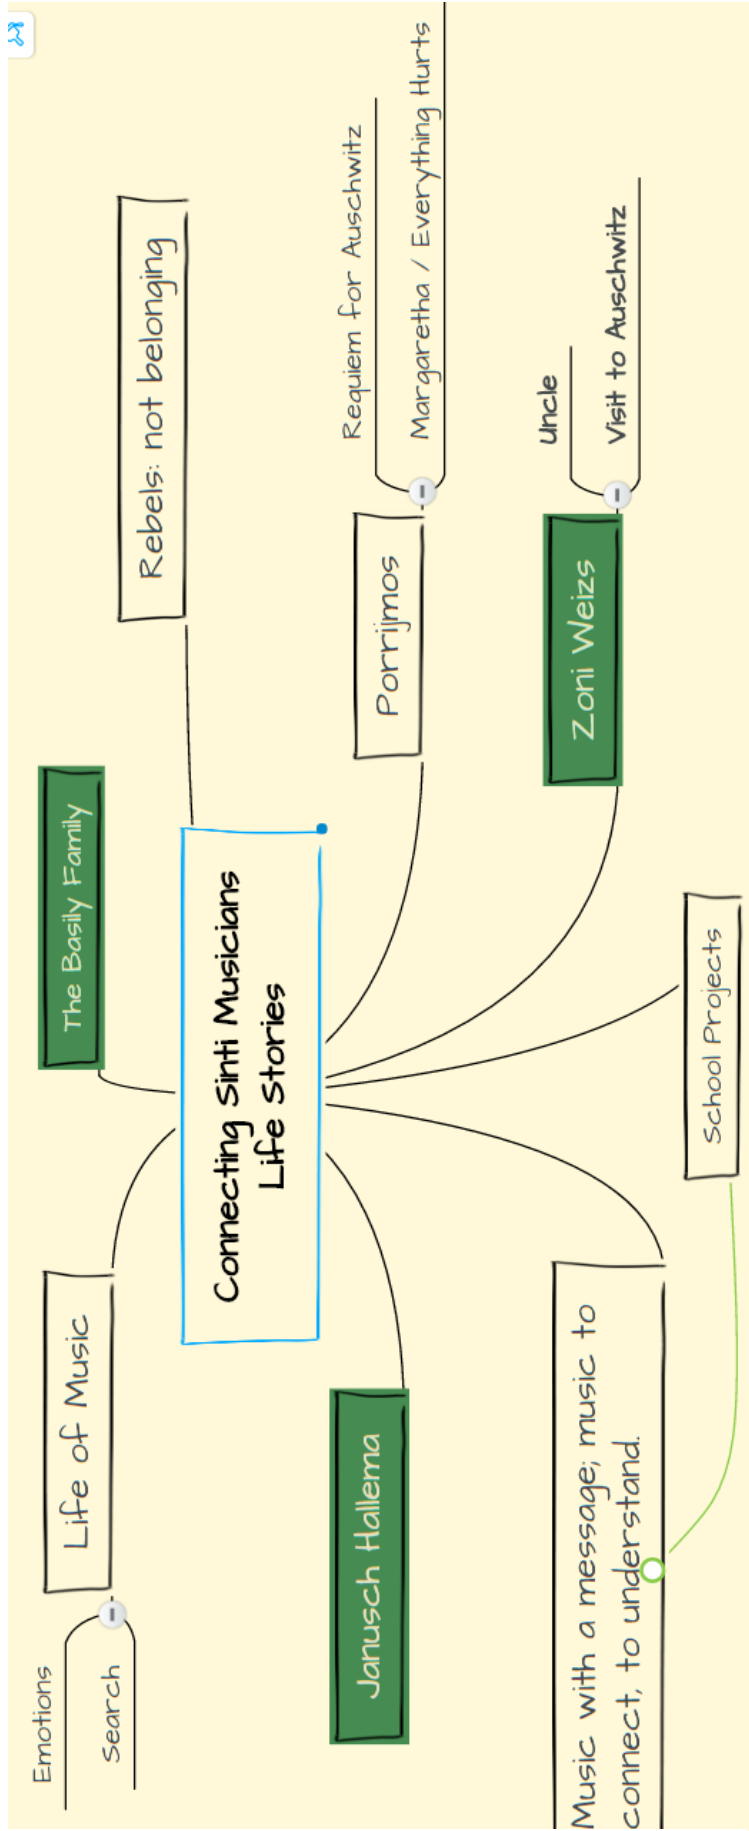 Emotions
Search
Life of Music
The Basily Family
Rebels: not belonging
Connecting Sinti Musicians
Life Stories
Janusch Hallema
Requiem for Auschwitz
Margaretha / Everything Hurts
Porrijmos
Uncle
Visit to Auschwitz
Zoni Weizs
School Projects
Music with a message; music to
connect, to understand.